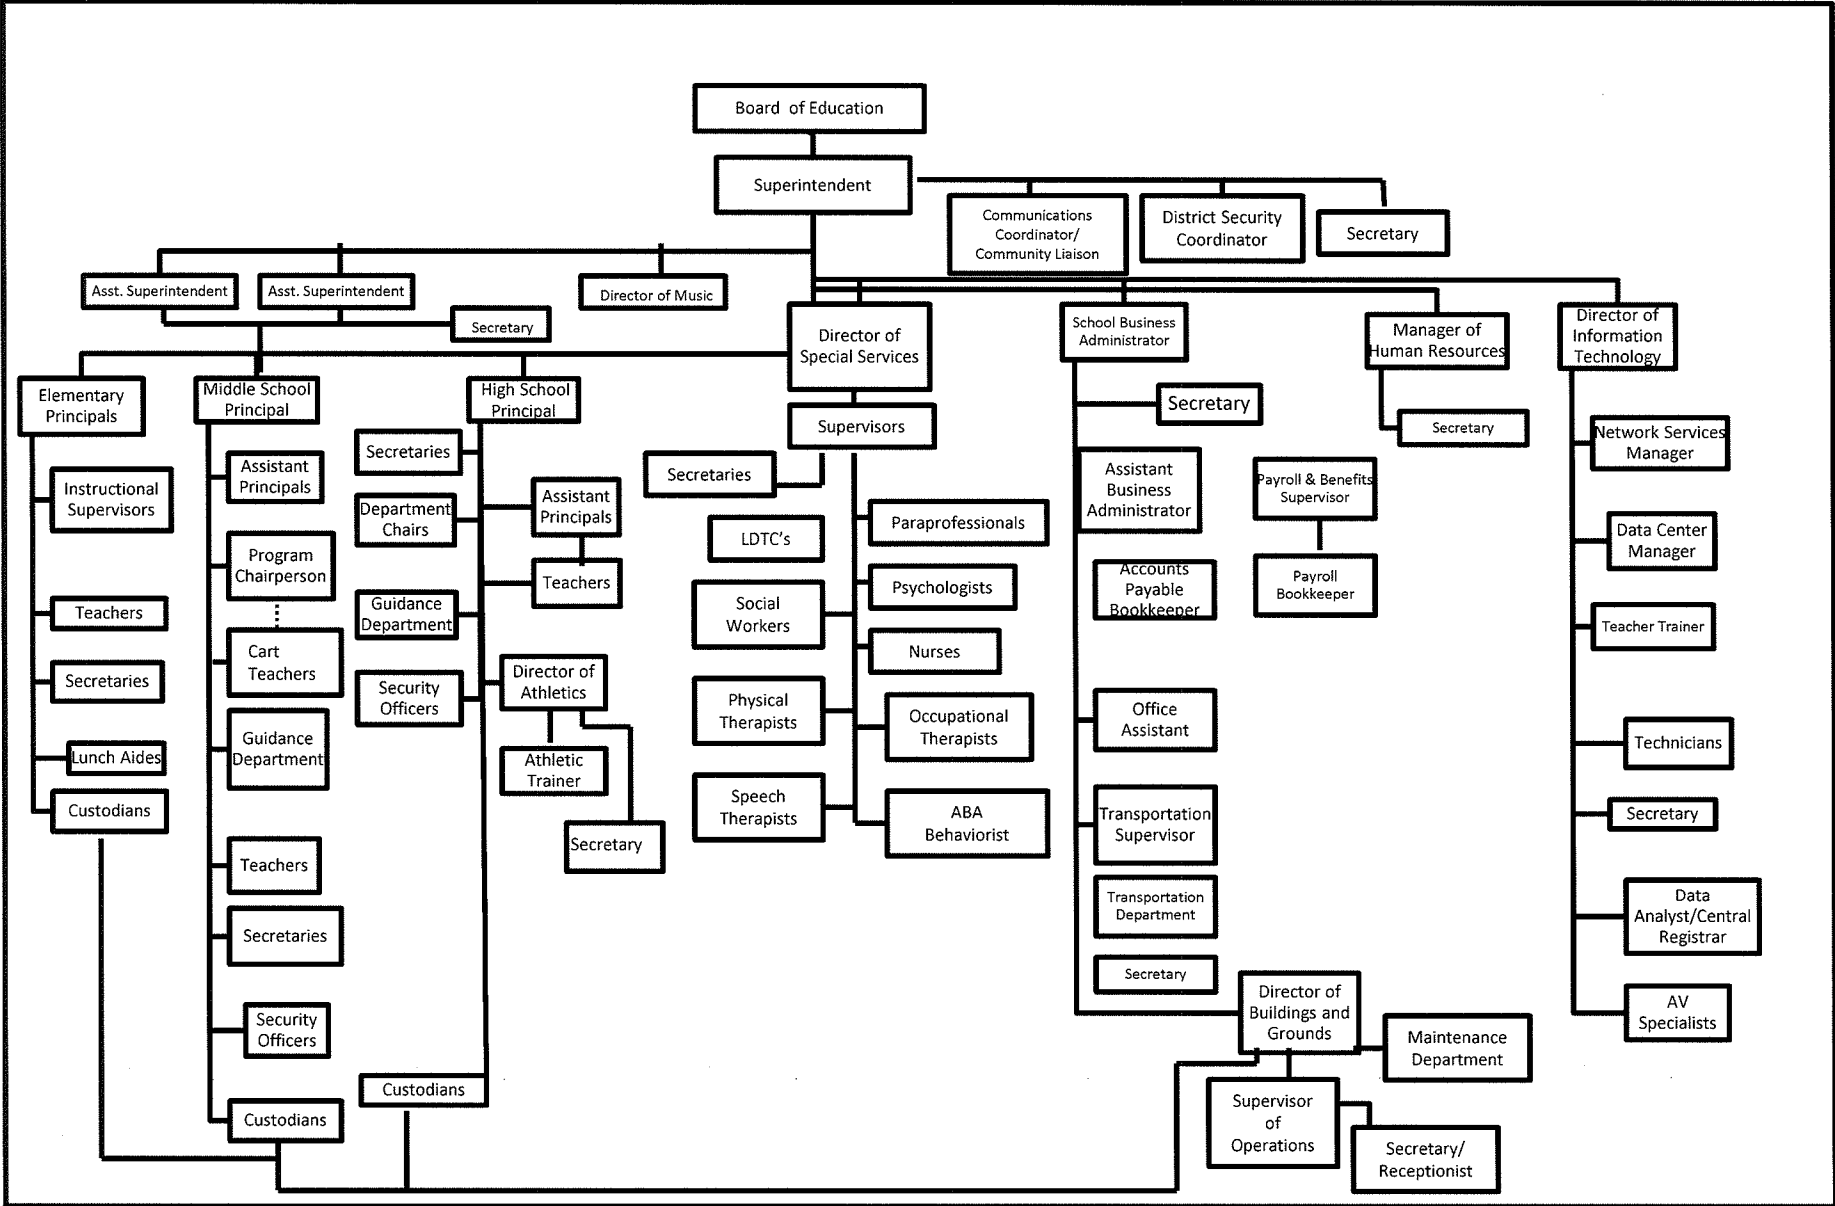 Board of Education
Superintendent
Communications
Coordinator/
Community Liaison
District Security
Coordinator
Secretary
Asst. Superintendent
Asst. Superintendent
Director of Music
Secretary
Director of
Special Services
School Business
Administrator
Manager of
Human Resources
Director of
Information
Technology
Elementary
Principals
Middle School
Principal
High School
Principal
Supervisors
Secretary
Secretary
Instructional
Supervisors
Teachers
Secretaries
Lunch Aides
Custodians
Assistant
Principals
Program
Chairperson
Cart
Teachers
Guidance
Department
Teachers
Secretaries
Security
Officers
Custodians
Secretaries
Department
Chairs
Guidance
Department
Security
Officers
Custodians
Assistant
Principals
Teachers
Director of
Athletics
Athletic
Trainer
Secretary
Secretaries
LDTC's
Social
Workers
Physical
Therapists
Speech
Therapists
Paraprofessionals
Psychologists
Nurses
Occupational
Therapists
ABA
Behaviorist
Assistant
Business
Administrator
Accounts
Payable
Bookkeeper
Office
Assistant
Transportation
Supervisor
Transportation
Department
Secretary
Payroll & Benefits
Supervisor
Payroll
Bookkeeper
Director of
Buildings and
Grounds
Maintenance
Department
Supervisor
of
Operations
Secretary/
Receptionist
Network Services
Manager
Data Center
Manager
Teacher Trainer
Technicians
Secretary
Data
Analyst/Central
Registrar
AV
Specialists